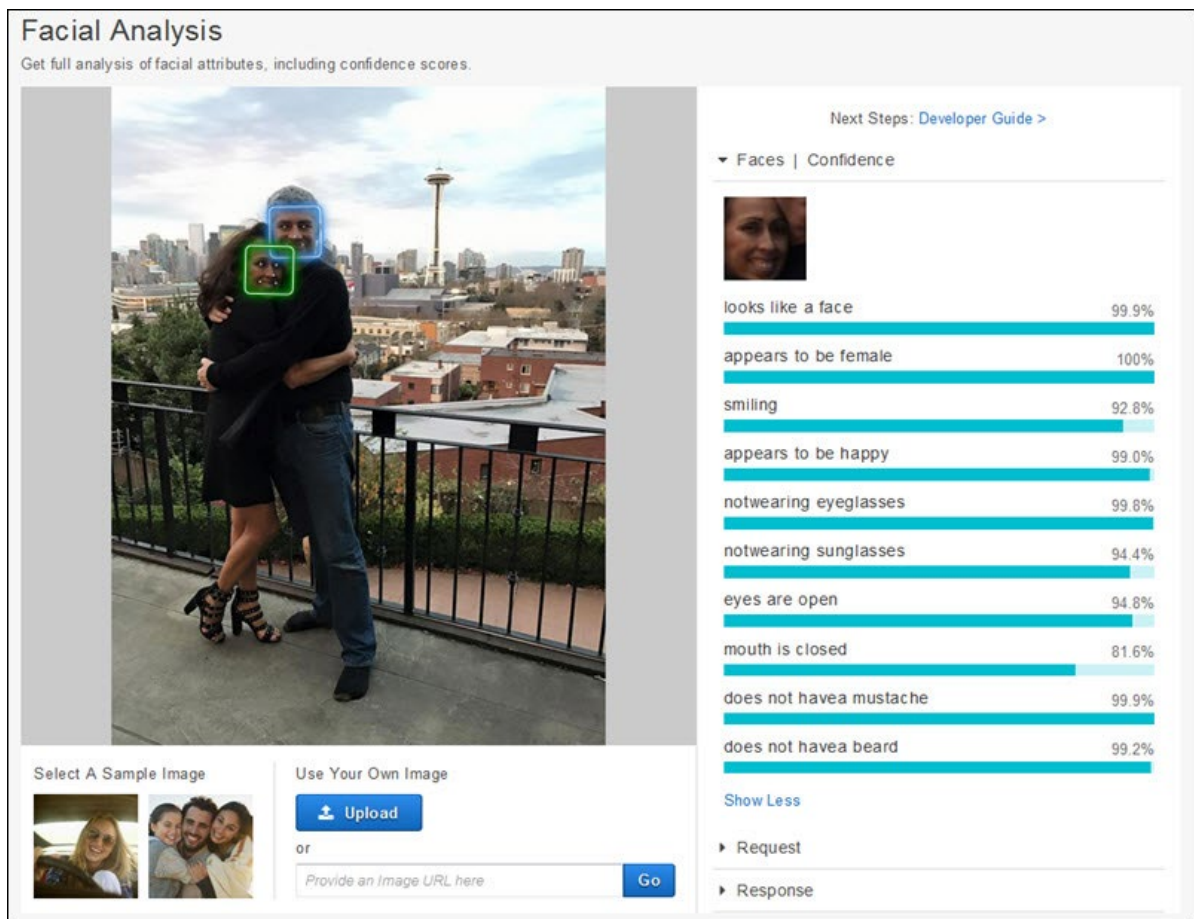 Facial Analysis
Get full analysis of facial attributes, including confidence scores.
Next Steps: Developer Guide >
Faces | Confidence
looks like a face 99.9%
appears to be female 100%
smiling 92.8%
appears to be happy 99.0%
notwearing eyeglasses 99.8%
notwearing sunglasses 94.4%
eyes are open 94.8%
mouth is closed 81.6%
does not havea mustache 99.9%
does not havea beard 99.2%
Show Less
Request
Response
Select A Sample Image
Use Your Own Image
Upload
or
Provide an Image URL here
Go